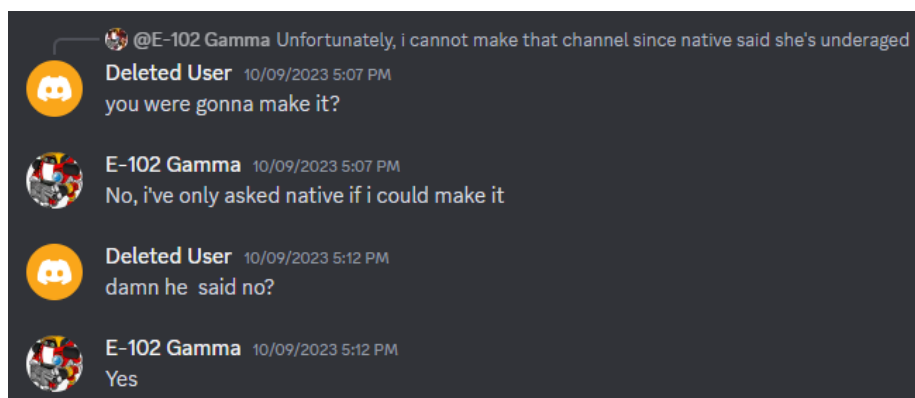 @E-102 Gamma Unfortunately, i cannot make that channel since native said she's underaged
Deleted User 10/09/2023 5:07 PM
you were gonna make it?
E-102 Gamma 10/09/2023 5:07 PM
No, i've only asked native if i could make it
Deleted User 10/09/2023 5:12 PM
damn he  said no?
E-102 Gamma 10/09/2023 5:12 PM
Yes